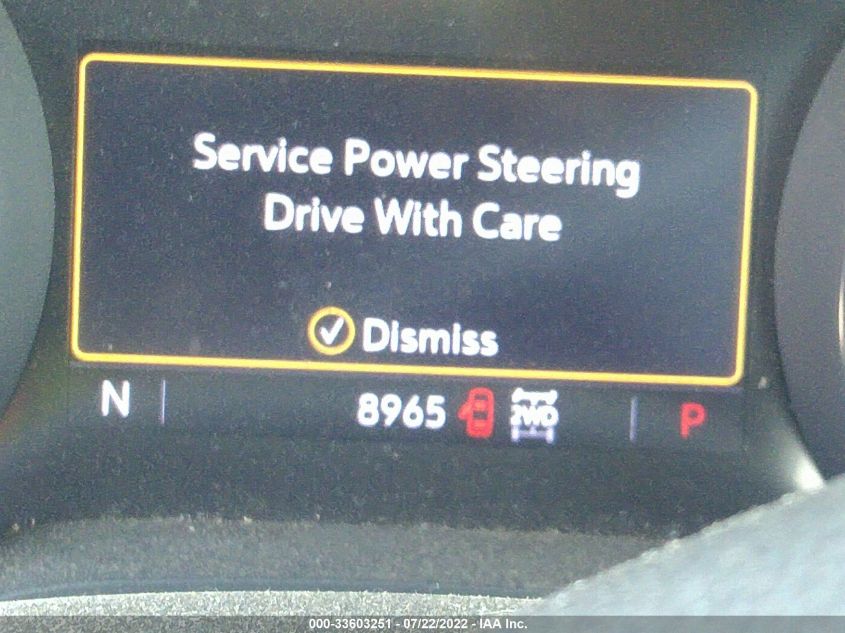 Service Power Steering
Drive With Care
Dismiss
N 8965 2WD P
000-33603251 - 07/22/2022 - IAA Inc.